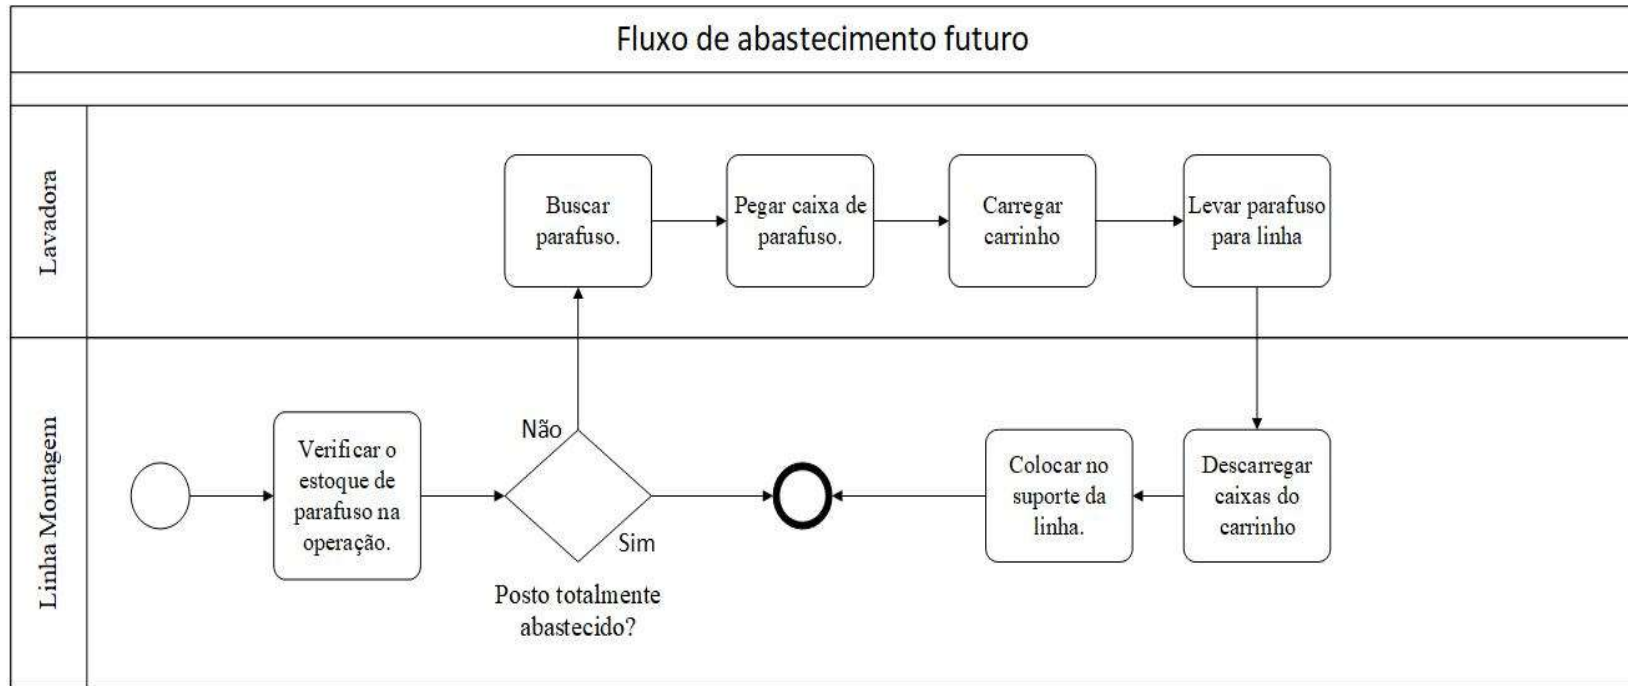 Fluxo de abastecimento futuro
Lavadora
Buscar
parafuso.
Pegar caixa de
parafuso.
Carregar
carrinho
Levar parafuso
para linha
Linha Montagem
Verificar o
estoque de
parafuso na
operação.
Não
Sim
Posto totalmente
abastecido?
Colocar no
suporte da
linha.
Descarregar
caixas do
carrinho